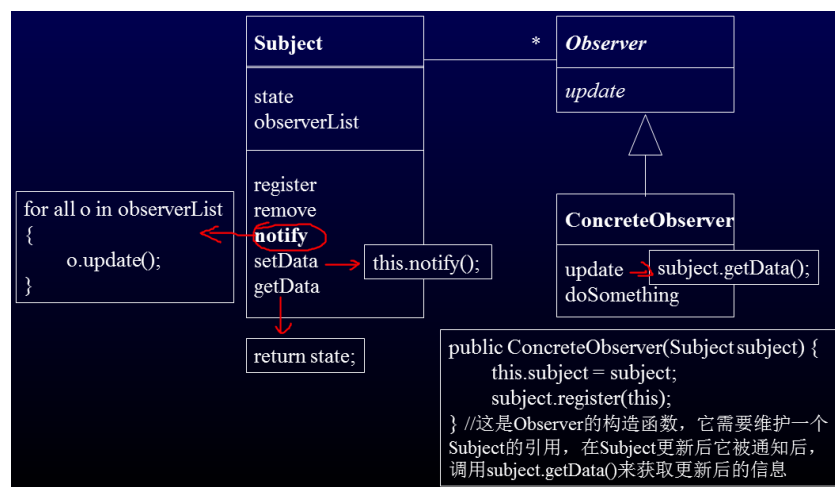 Subject
state
observerList
register
remove
notify
setData
getData
*
Observer
update
ConcreteObserver
update
doSomething
for all o in observerList
{
o.update();
}
this.notify();
return state;
subject.getData();
public ConcreteObserver(Subject subject) {
this.subject = subject;
subject.register(this);
} //这是Observer的构造函数，它需要维护一个
Subject的引用，在Subject更新后它被通知后，
调用subject.getData()来获取更新后的信息